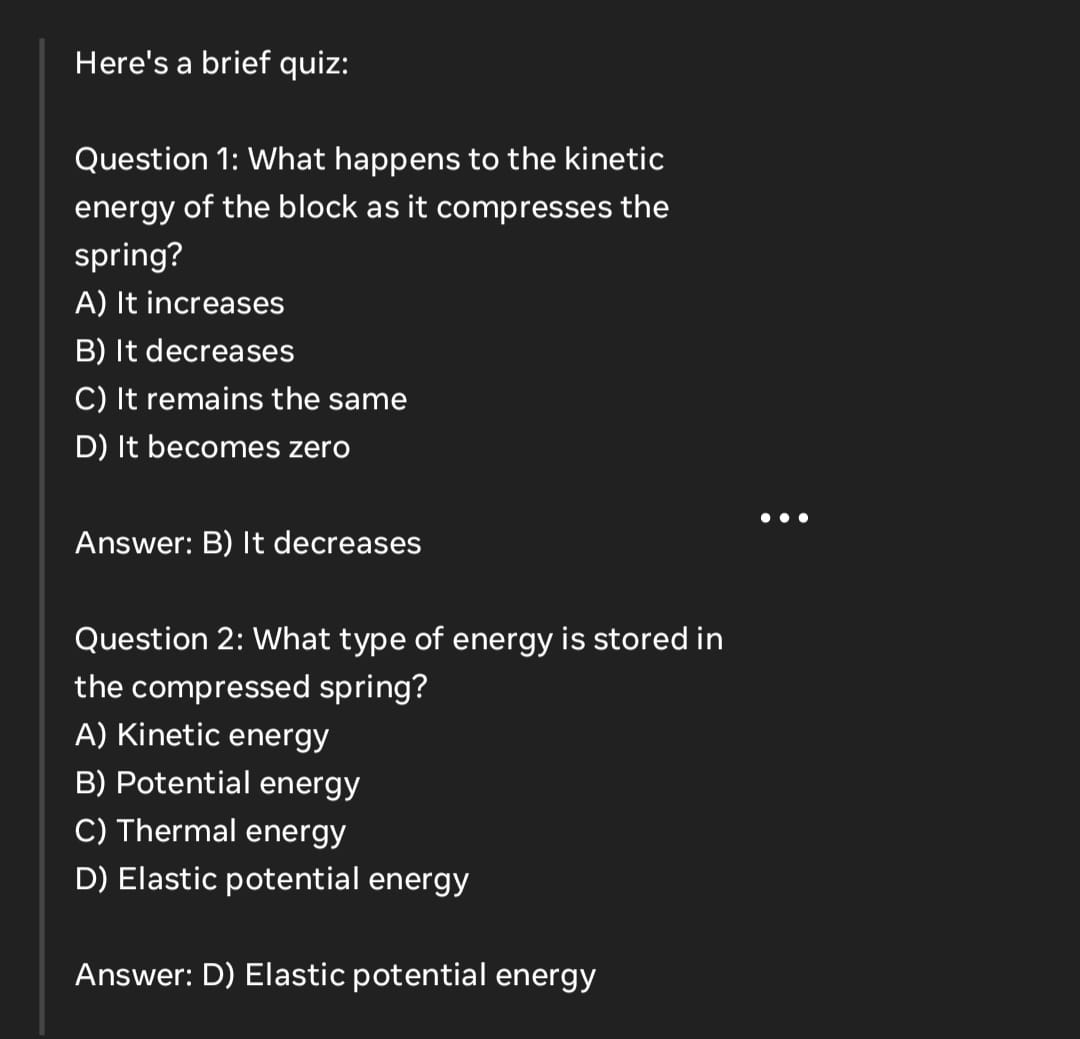 Here's a brief quiz:
Question 1: What happens to the kinetic
energy of the block as it compresses the
spring?
A) It increases
B) It decreases
C) It remains the same
D) It becomes zero
Answer: B) It decreases
Question 2: What type of energy is stored in
the compressed spring?
A) Kinetic energy
B) Potential energy
C) Thermal energy
D) Elastic potential energy
Answer: D) Elastic potential energy